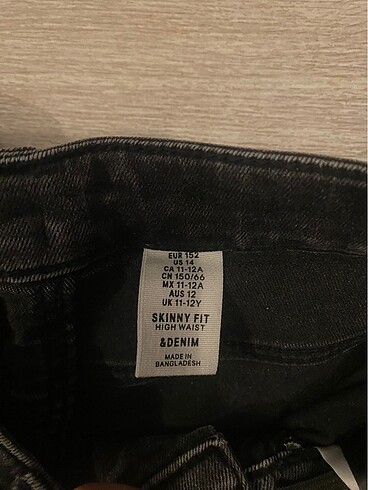 EUR 152
US 14
CA 11-12A
CN 150/66
MX 11-12A
AUS 12
UK 11-12Y
SKINNY FIT
HIGH WAIST
&DENIM
MADE IN
BANGLADESH